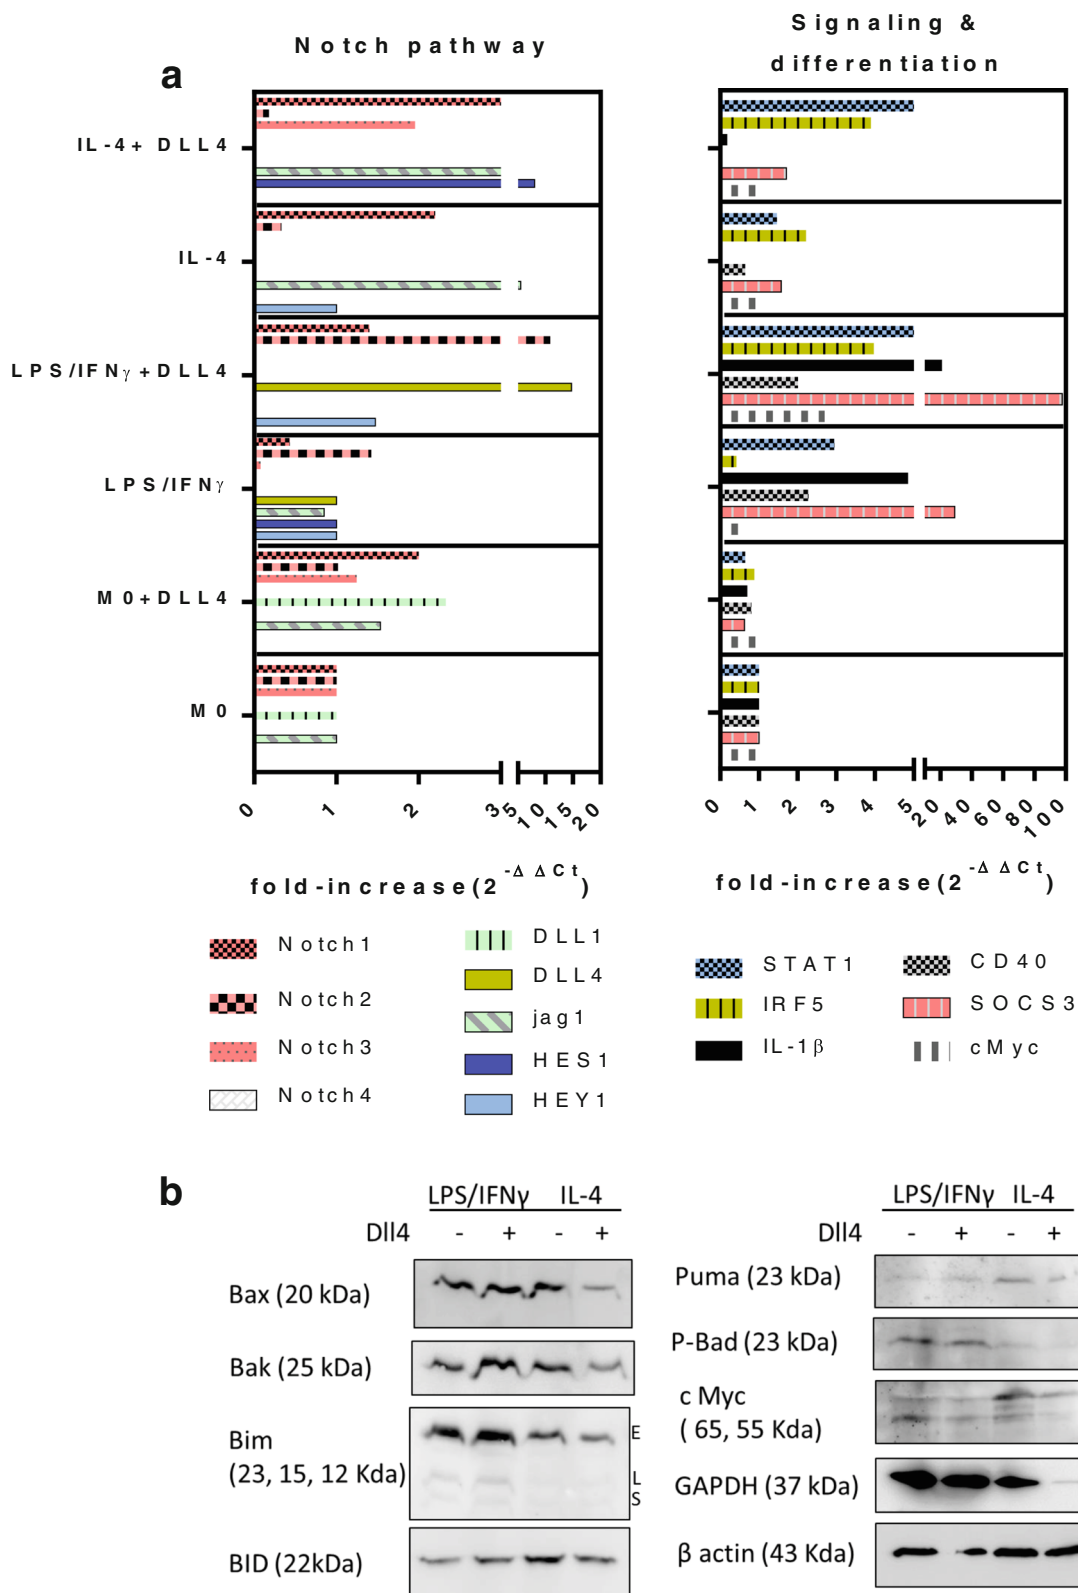 a
Notch pathway
Signaling &
differentiation
IL-4+ DLL4
IL-4
LPS/IFNγ+DLL4
LPS/IFNγ
M0+DLL4
M0
0 1 2 3 5 10 15 20
0 1 2 3 4 5 20 40 60 80 100
fold-increase(2^-ΔΔCt)
fold-increase(2^-ΔΔCt)
Notch1
Notch2
Notch3
Notch4
DLL1
DLL4
jag1
HES1
HEY1
STAT1
IRF5
IL-1β
CD40
SOCS3
cMyc
b
LPS/IFNγ IL-4
Dll4 - + - +
Bax (20 kDa)
Bak (25 kDa)
Bim
(23, 15, 12 Kda)
E
L
S
BID (22kDa)
LPS/IFNγ IL-4
Dll4 - + - +
Puma (23 kDa)
P-Bad (23 kDa)
c Myc
( 65, 55 Kda)
GAPDH (37 kDa)
β actin (43 Kda)